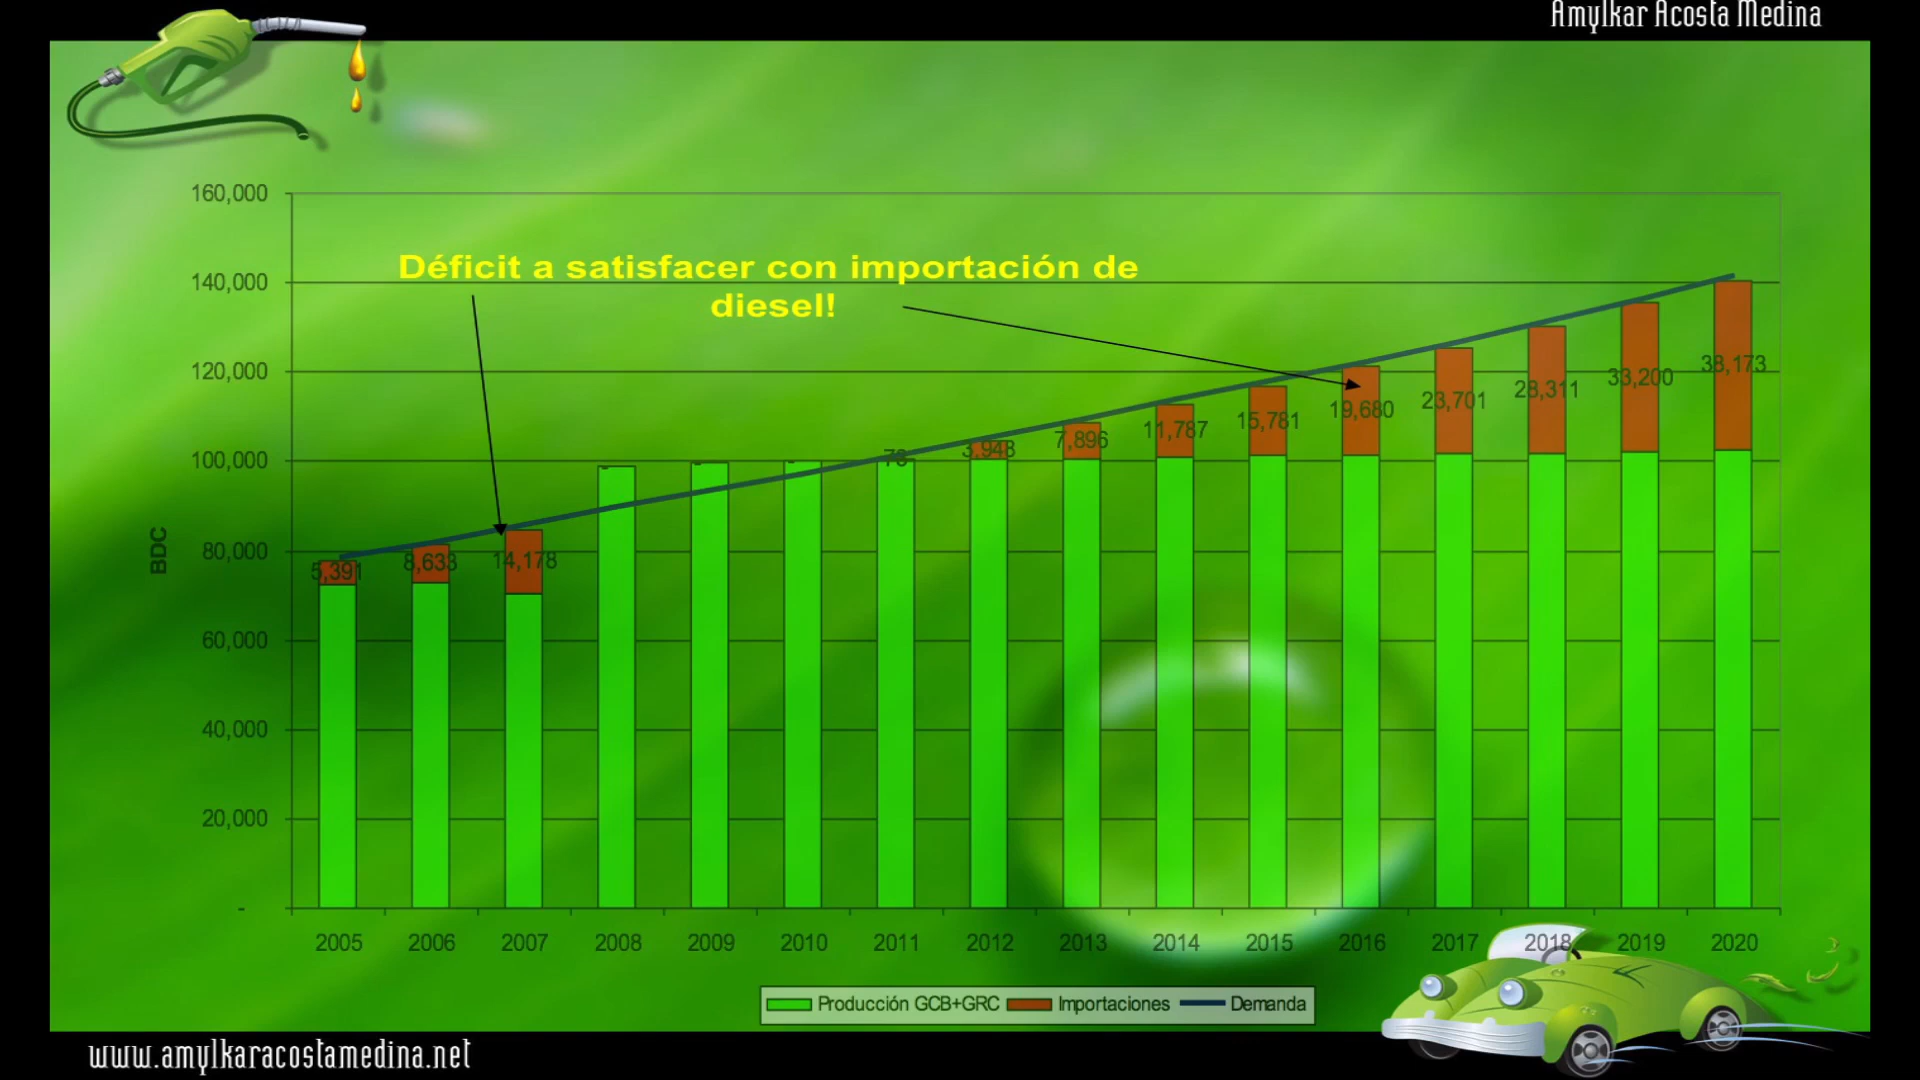 Amylkar Acosta Medina
160,000
Déficit a satisfacer con importación de
diesel!
140,000
120,000
100,000
80,000
60,000
40,000
20,000
-
BDC
5,391 8,633 14,178 - - - 78 3,948 7,896 11,787 15,781 19,680 23,701 28,311 33,200 38,173
2005 2006 2007 2008 2009 2010 2011 2012 2013 2014 2015 2016 2017 2018 2019 2020
Producción GCB+GRC Importaciones Demanda
www.amylkaracostamedina.net